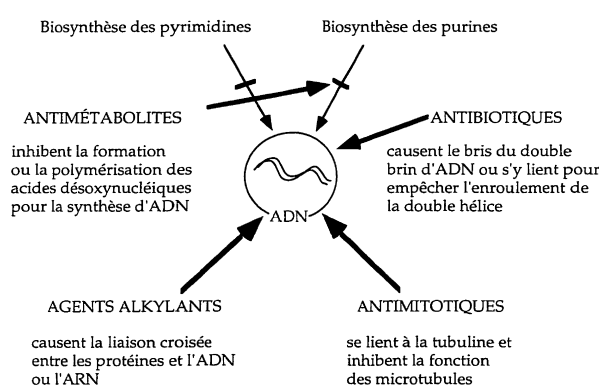 Biosynthèse des pyrimidines
Biosynthèse des purines
ANTIMÉTABOLITES
inhibent la formation
ou la polymérisation des
acides désoxynucléiques
pour la synthèse d'ADN
ANTIBIOTIQUES
causent le bris du double
brin d'ADN ou s'y lient pour
empêcher l'enroulement de
la double hélice
ADN
AGENTS ALKYLANTS
causent la liaison croisée
entre les protéines et l'ADN
ou l'ARN
ANTIMITOTIQUES
se lient à la tubuline et
inhibent la fonction
des microtubules